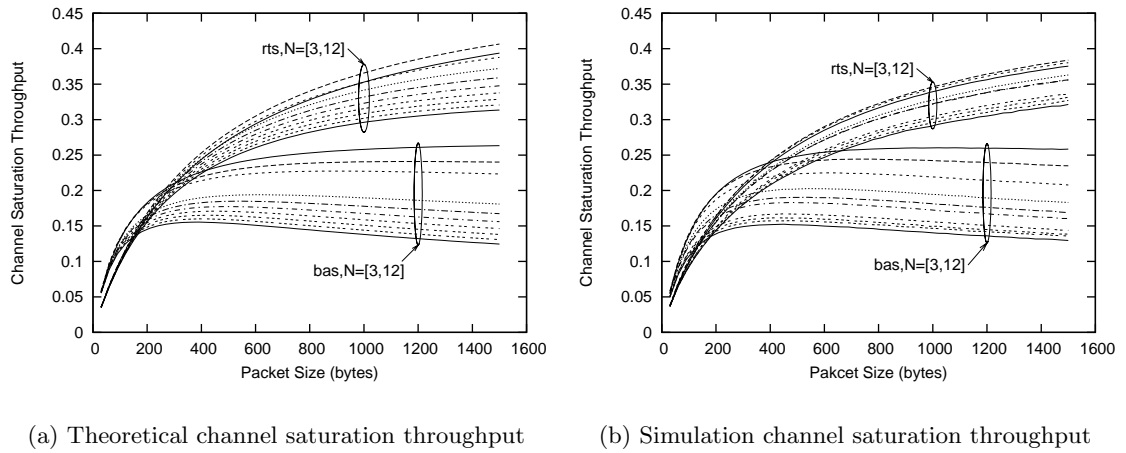 0.45
0.4
0.35
0.3
0.25
0.2
0.15
0.1
0.05
0
0 200 400 600 800 1000 1200 1400 1600
Channel Saturation Throughput
Packet Size (bytes)
rts,N=[3,12]
bas,N=[3,12]
(a) Theoretical channel saturation throughput
0.45
0.4
0.35
0.3
0.25
0.2
0.15
0.1
0.05
0
0 200 400 600 800 1000 1200 1400 1600
Channel Staturation Throughput
Pakcet Size (bytes)
rts,N=[3,12]
bas,N=[3,12]
(b) Simulation channel saturation throughput